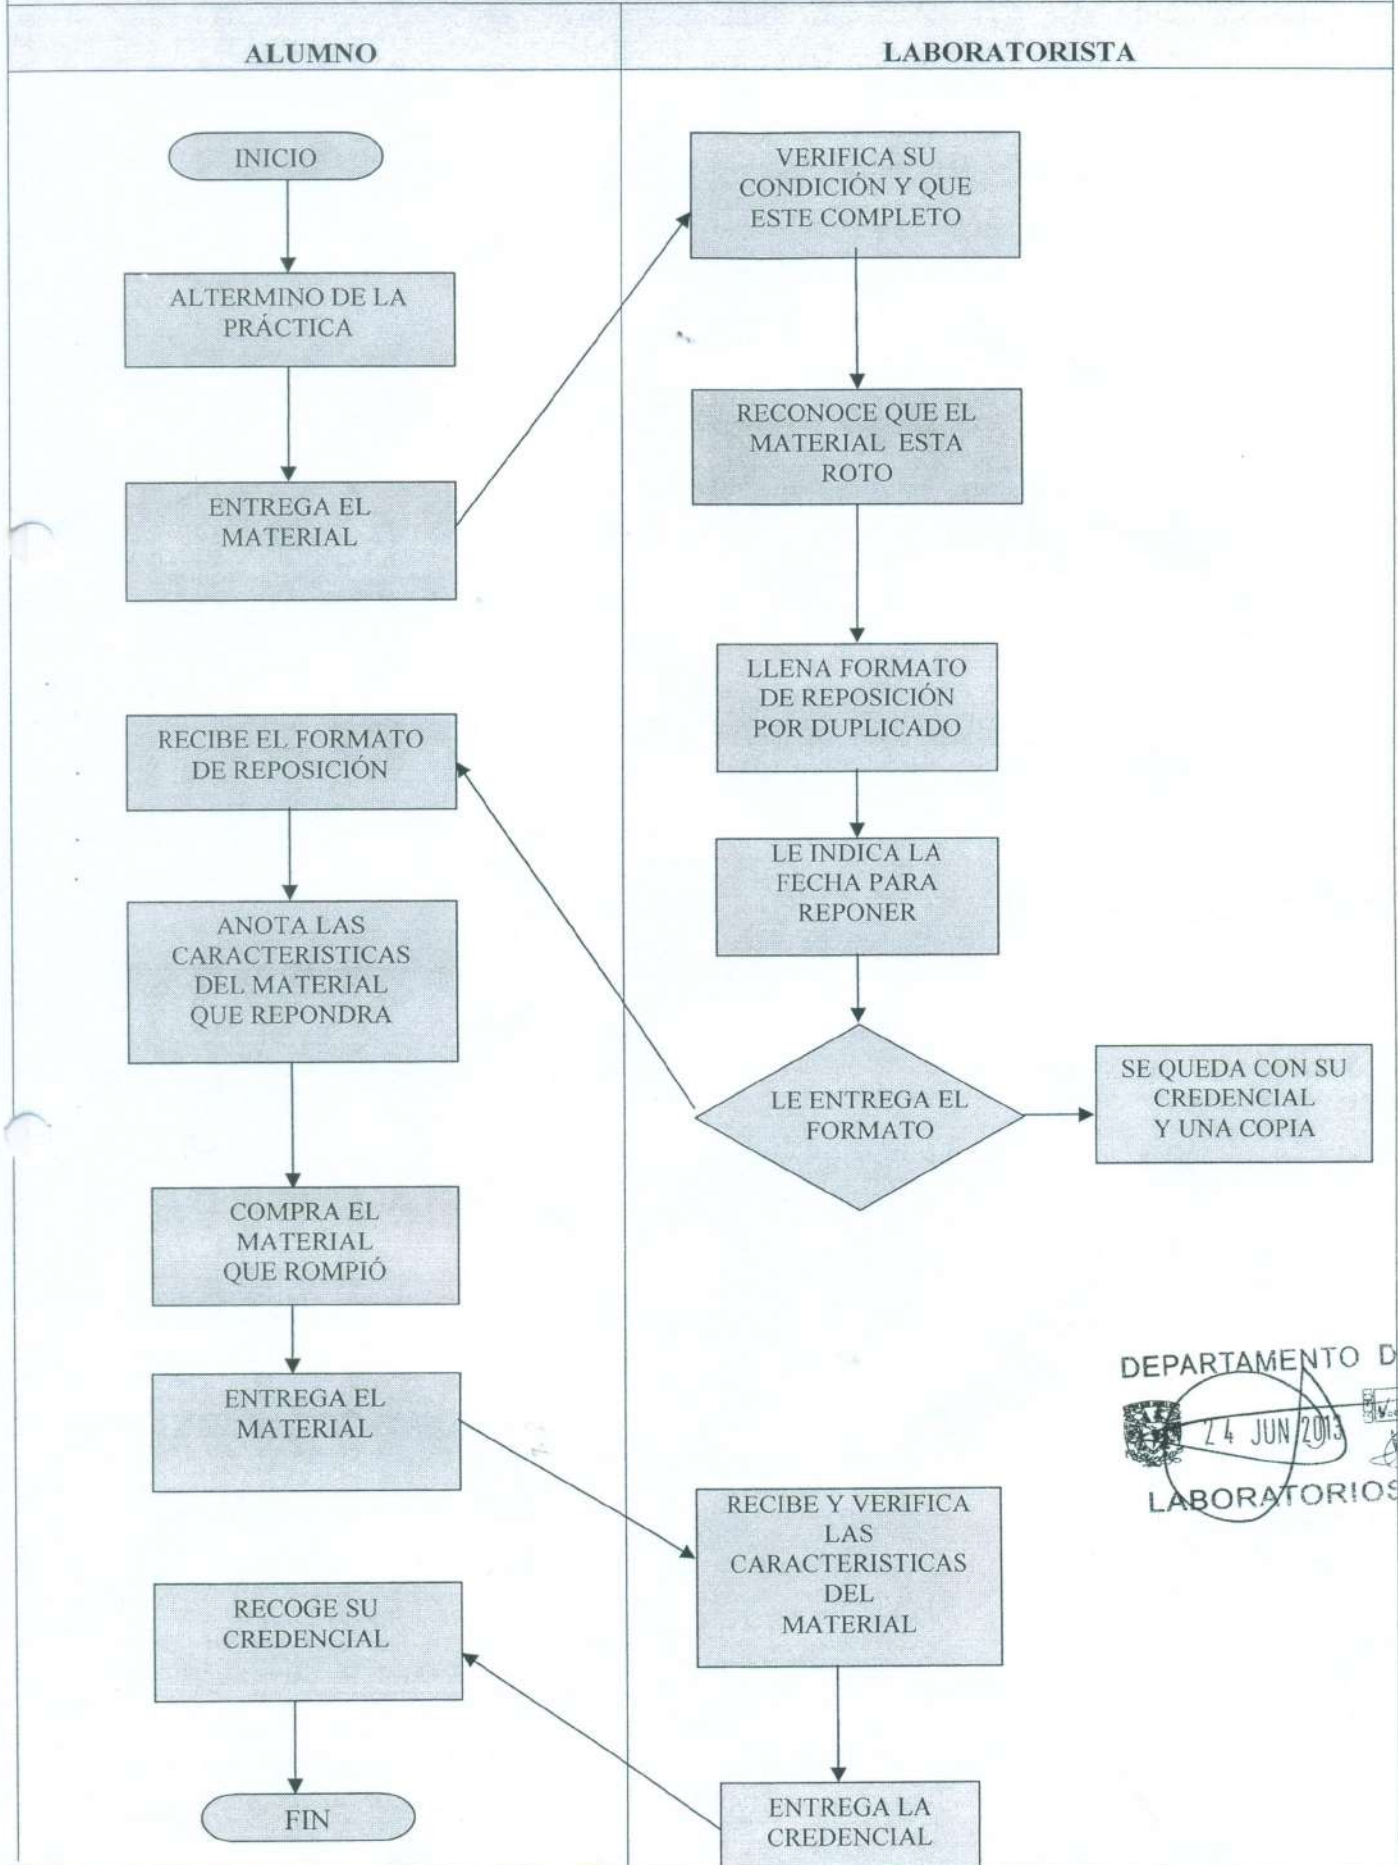 ALUMNO
LABORATORISTA
INICIO
ALTERMINO DE LA
PRÁCTICA
ENTREGA EL
MATERIAL
VERIFICA SU
CONDICIÓN Y QUE
ESTE COMPLETO
RECONOCE QUE EL
MATERIAL ESTA
ROTO
LLENA FORMATO
DE REPOSICIÓN
POR DUPLICADO
LE INDICA LA
FECHA PARA
REPONER
LE ENTREGA EL
FORMATO
SE QUEDA CON SU
CREDENCIAL
Y UNA COPIA
RECIBE EL FORMATO
DE REPOSICIÓN
ANOTA LAS
CARACTERISTICAS
DEL MATERIAL
QUE REPONDRA
COMPRA EL
MATERIAL
QUE ROMPIÓ
ENTREGA EL
MATERIAL
RECIBE Y VERIFICA
LAS
CARACTERISTICAS
DEL
MATERIAL
ENTREGA LA
CREDENCIAL
RECOGE SU
CREDENCIAL
FIN
DEPARTAMENTO D
24 JUN 2013
LABORATORIOS